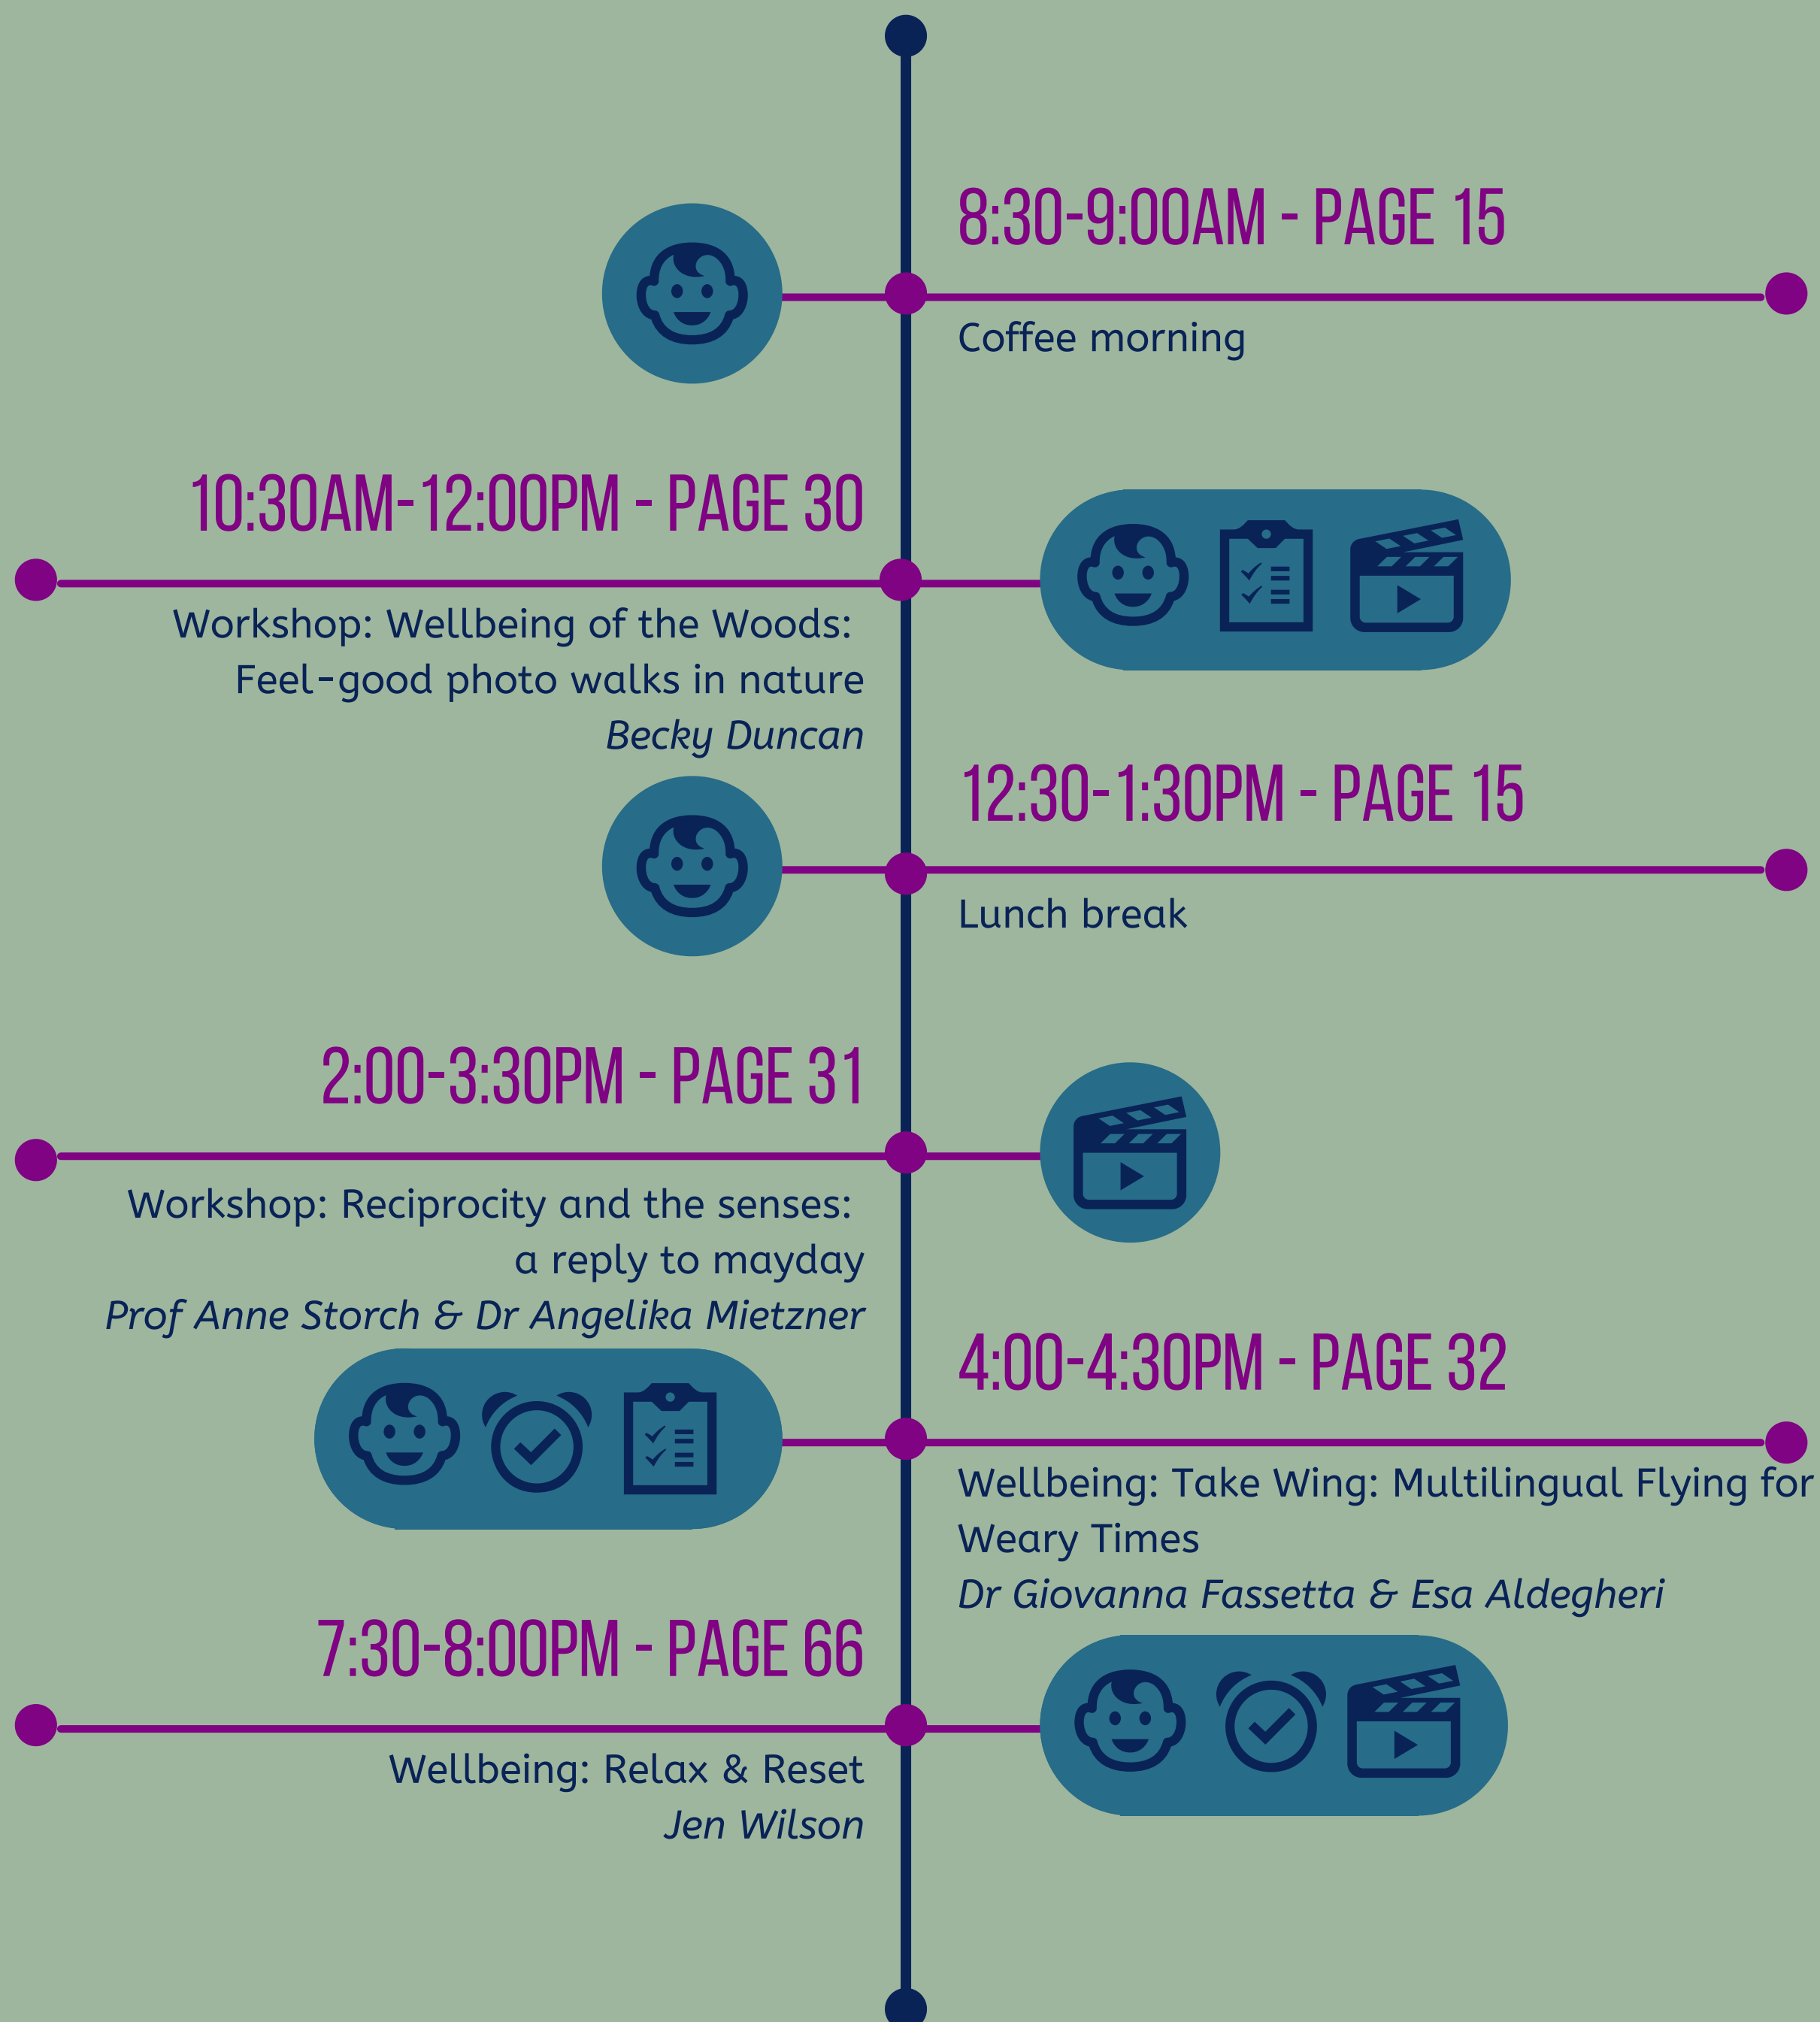 8:30-9:00AM - PAGE 15
Coffee morning
10:30AM-12:00PM - PAGE 30
Workshop: Wellbeing of the Woods:
Feel-good photo walks in nature
Becky Duncan
12:30-1:30PM - PAGE 15
Lunch break
2:00-3:30PM - PAGE 31
Workshop: Reciprocity and the senses:
a reply to mayday
Prof Anne Storch & Dr Angelika Mietzner
4:00-4:30PM - PAGE 32
Wellbeing: Take Wing: Multilingual Flying for
Weary Times
Dr Giovanna Fassetta & Esa Aldegheri
7:30-8:00PM - PAGE 66
Wellbeing: Relax & Reset
Jen Wilson